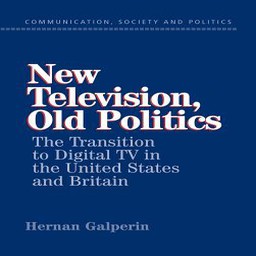 COMMUNICATION, SOCIETY AND POLITICS
New
Television,
Old Politics
The Transition
to Digital TV in
the United States
and Britain
Hernan Galperin